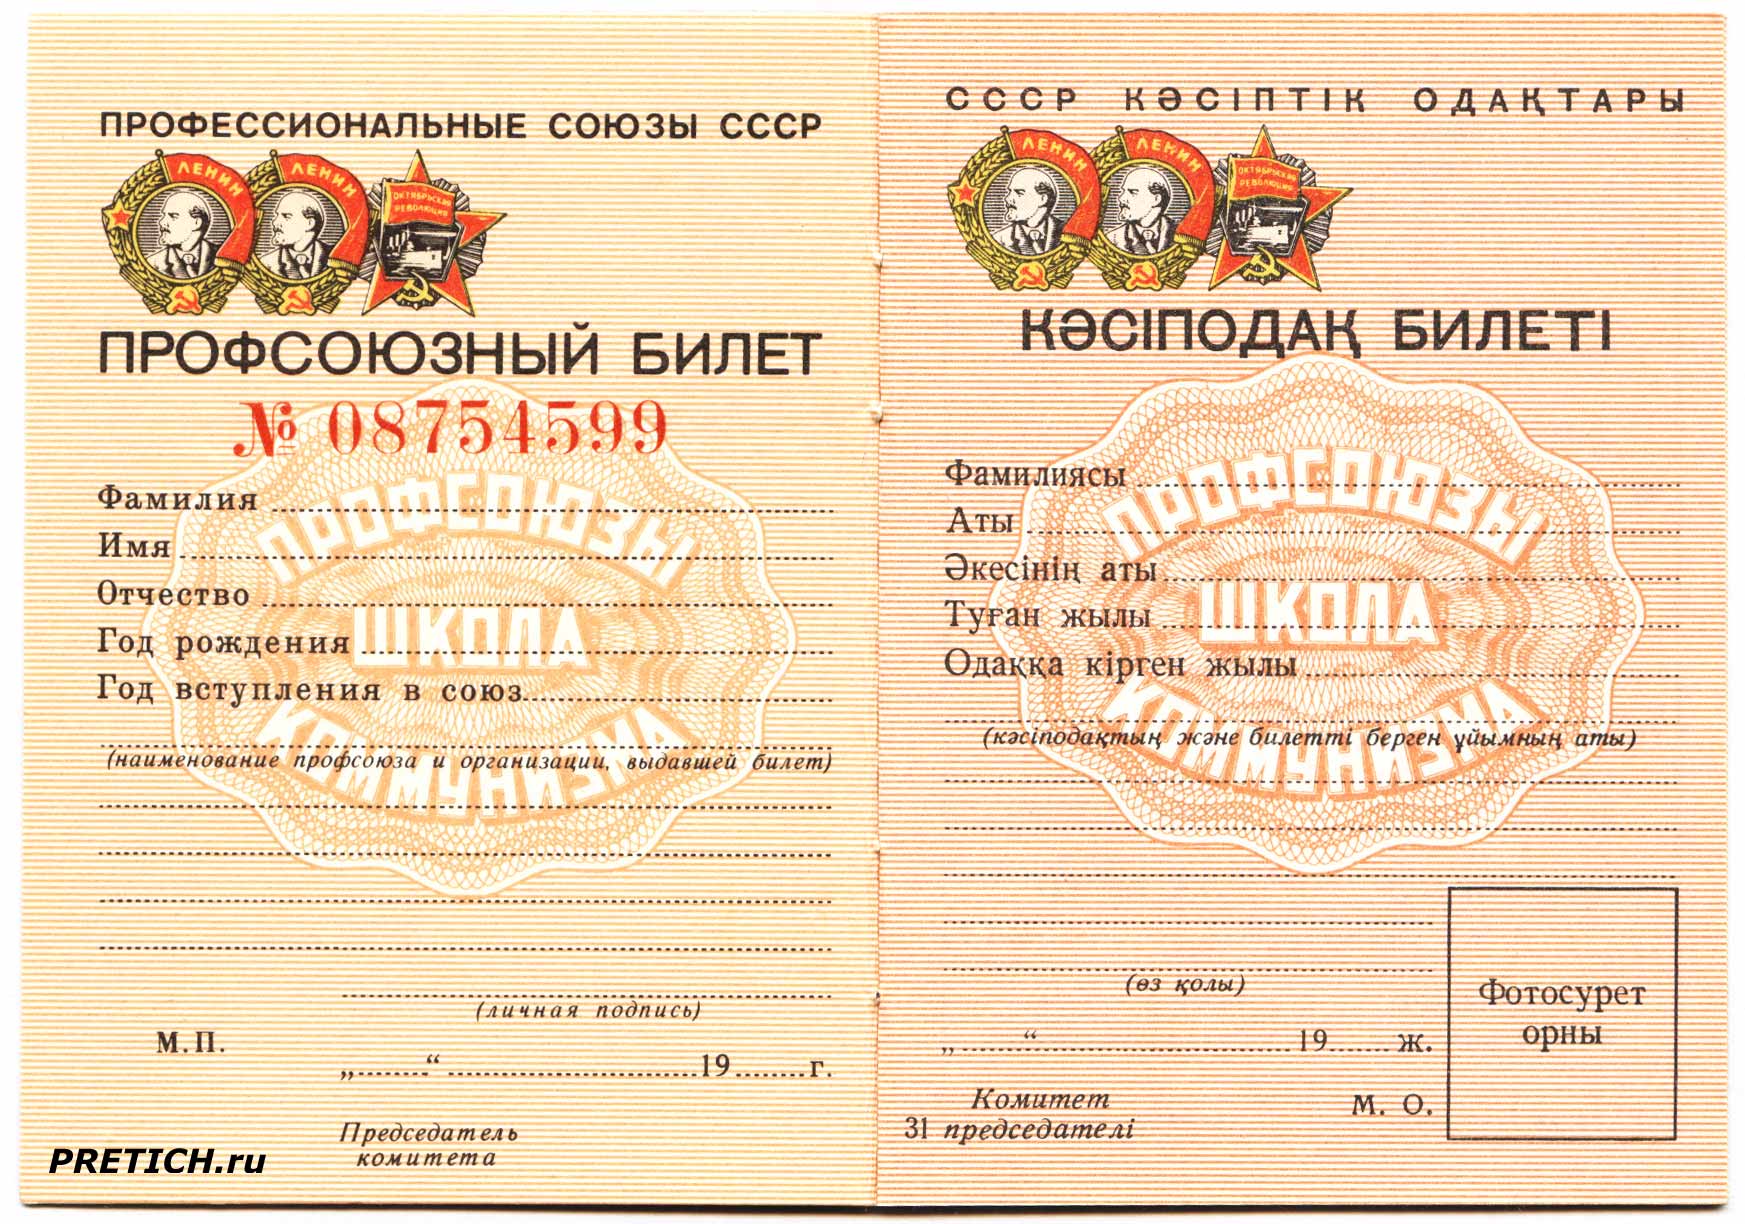 ПРОФЕССИОНАЛЬНЫЕ СОЮЗЫ СССР
ЛЕНИН ЛЕНИН ОКТЯБРЬСКАЯ
РЕВОЛЮЦИЯ
ПРОФСОЮЗНЫЙ БИЛЕТ
№ 08754599
ПРОФСОЮЗЫ
ШКОЛА
КОММУНИЗМА
Фамилия
Имя
Отчество
Год рождения
Год вступления в союз
(наименование профсоюза и организации, выдавшей билет)
(личная подпись)
М.П.
„ “ 19 г.
Председатель
комитета
PRETICH.ru
СССР КӘСІПТІК ОДАҚТАРЫ
ЛЕНИН ЛЕНИН ОКТЯБРЬСКАЯ
РЕВОЛЮЦИЯ
КӘСІПОДАҚ БИЛЕТІ
ПРОФСОЮЗЫ
ШКОЛА
КОММУНИЗМА
Фамилиясы
Аты
Әкесінің аты
Туған жылы
Одаққа кірген жылы
(кәсіподақтың және билетті берген ұйымның аты)
(өз қолы)
„ “ 19 ж.
Фотосурет
орны
Комитет
31 председателі
М. О.